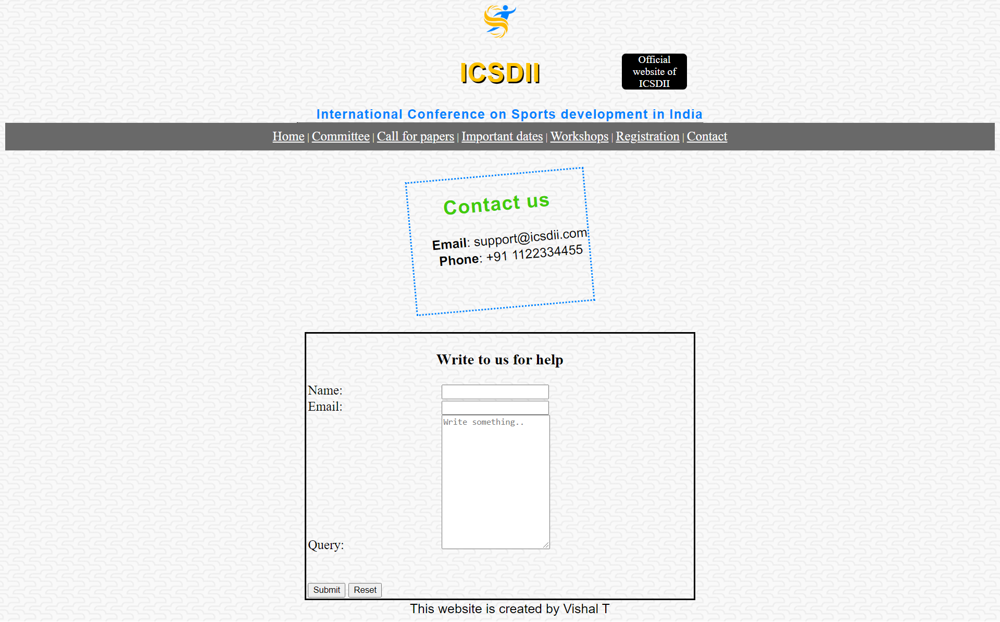 ICSDII
Official
website of
ICSDII
International Conference on Sports development in India
Home | Committee | Call for papers | Important dates | Workshops | Registration | Contact
Contact us
Email: support@icsdii.com
Phone: +91 1122334455
Write to us for help
Name:
Email:
Write something..
Query:
Submit Reset
This website is created by Vishal T